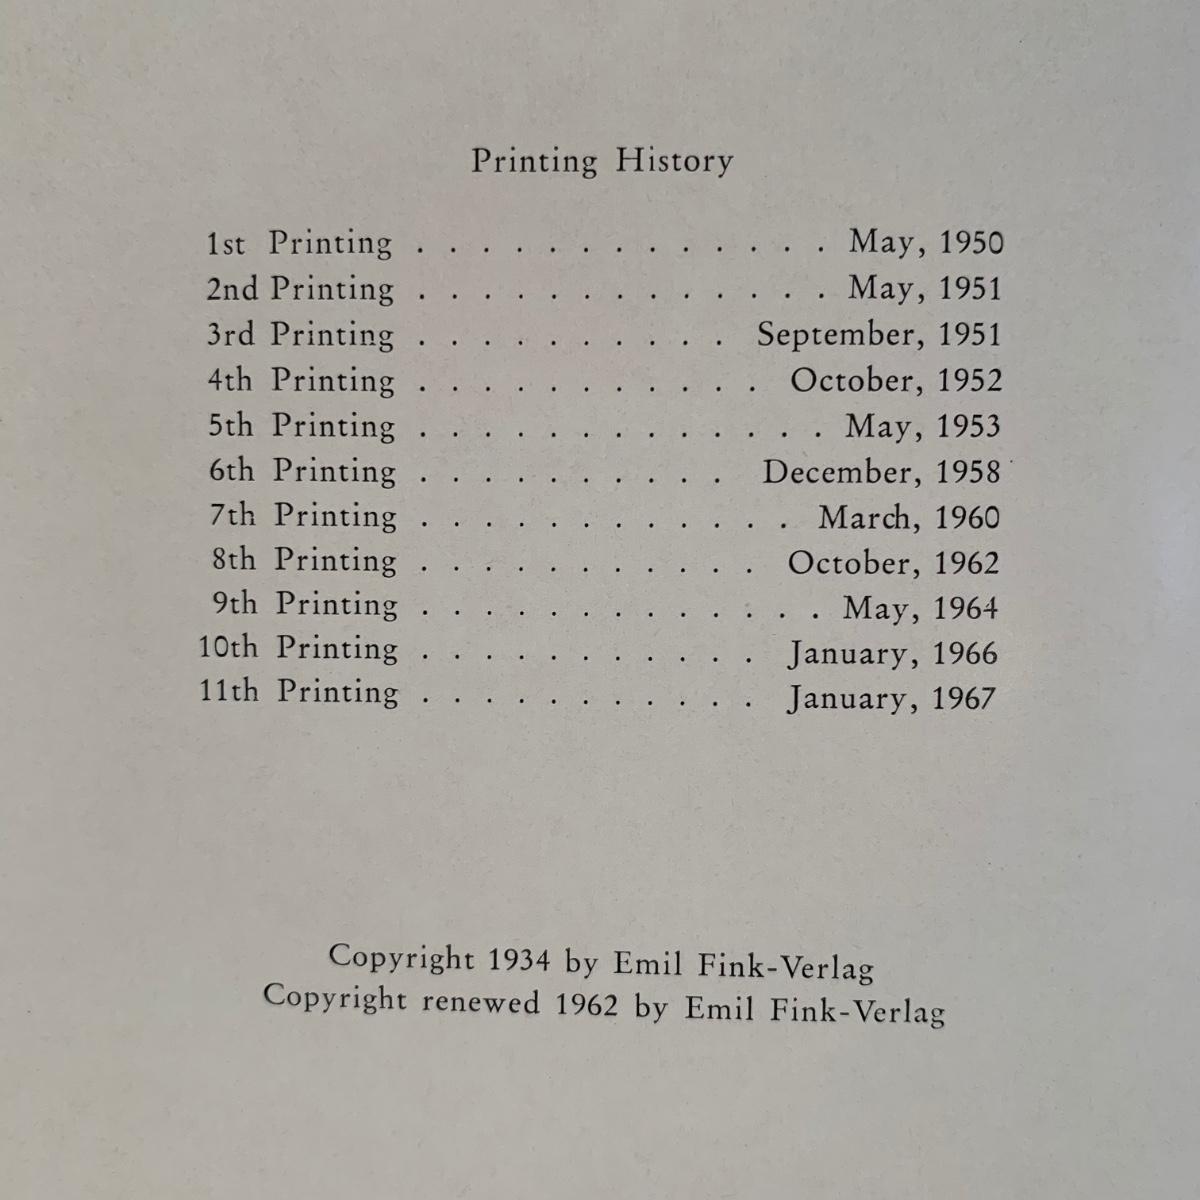 Printing History
1st Printing . . . . . . . . . . . . . May, 1950
2nd Printing . . . . . . . . . . . . . May, 1951
3rd Printing . . . . . . . . . . September, 1951
4th Printing . . . . . . . . . . . October, 1952
5th Printing . . . . . . . . . . . . . May, 1953
6th Printing . . . . . . . . . . December, 1958
7th Printing . . . . . . . . . . . . March, 1960
8th Printing . . . . . . . . . . . October, 1962
9th Printing . . . . . . . . . . . . . May, 1964
10th Printing . . . . . . . . . . . January, 1966
11th Printing . . . . . . . . . . . January, 1967
Copyright 1934 by Emil Fink-Verlag
Copyright renewed 1962 by Emil Fink-Verlag